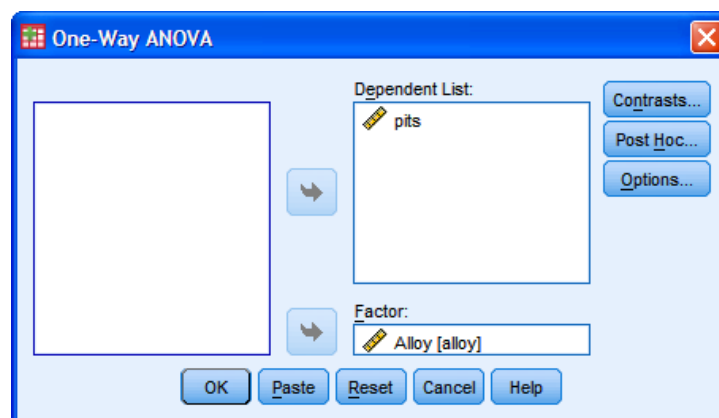 One-Way ANOVA
Dependent List:
pits
Contrasts...
Post Hoc...
Options...
Factor:
Alloy [alloy]
OK Paste Reset Cancel Help